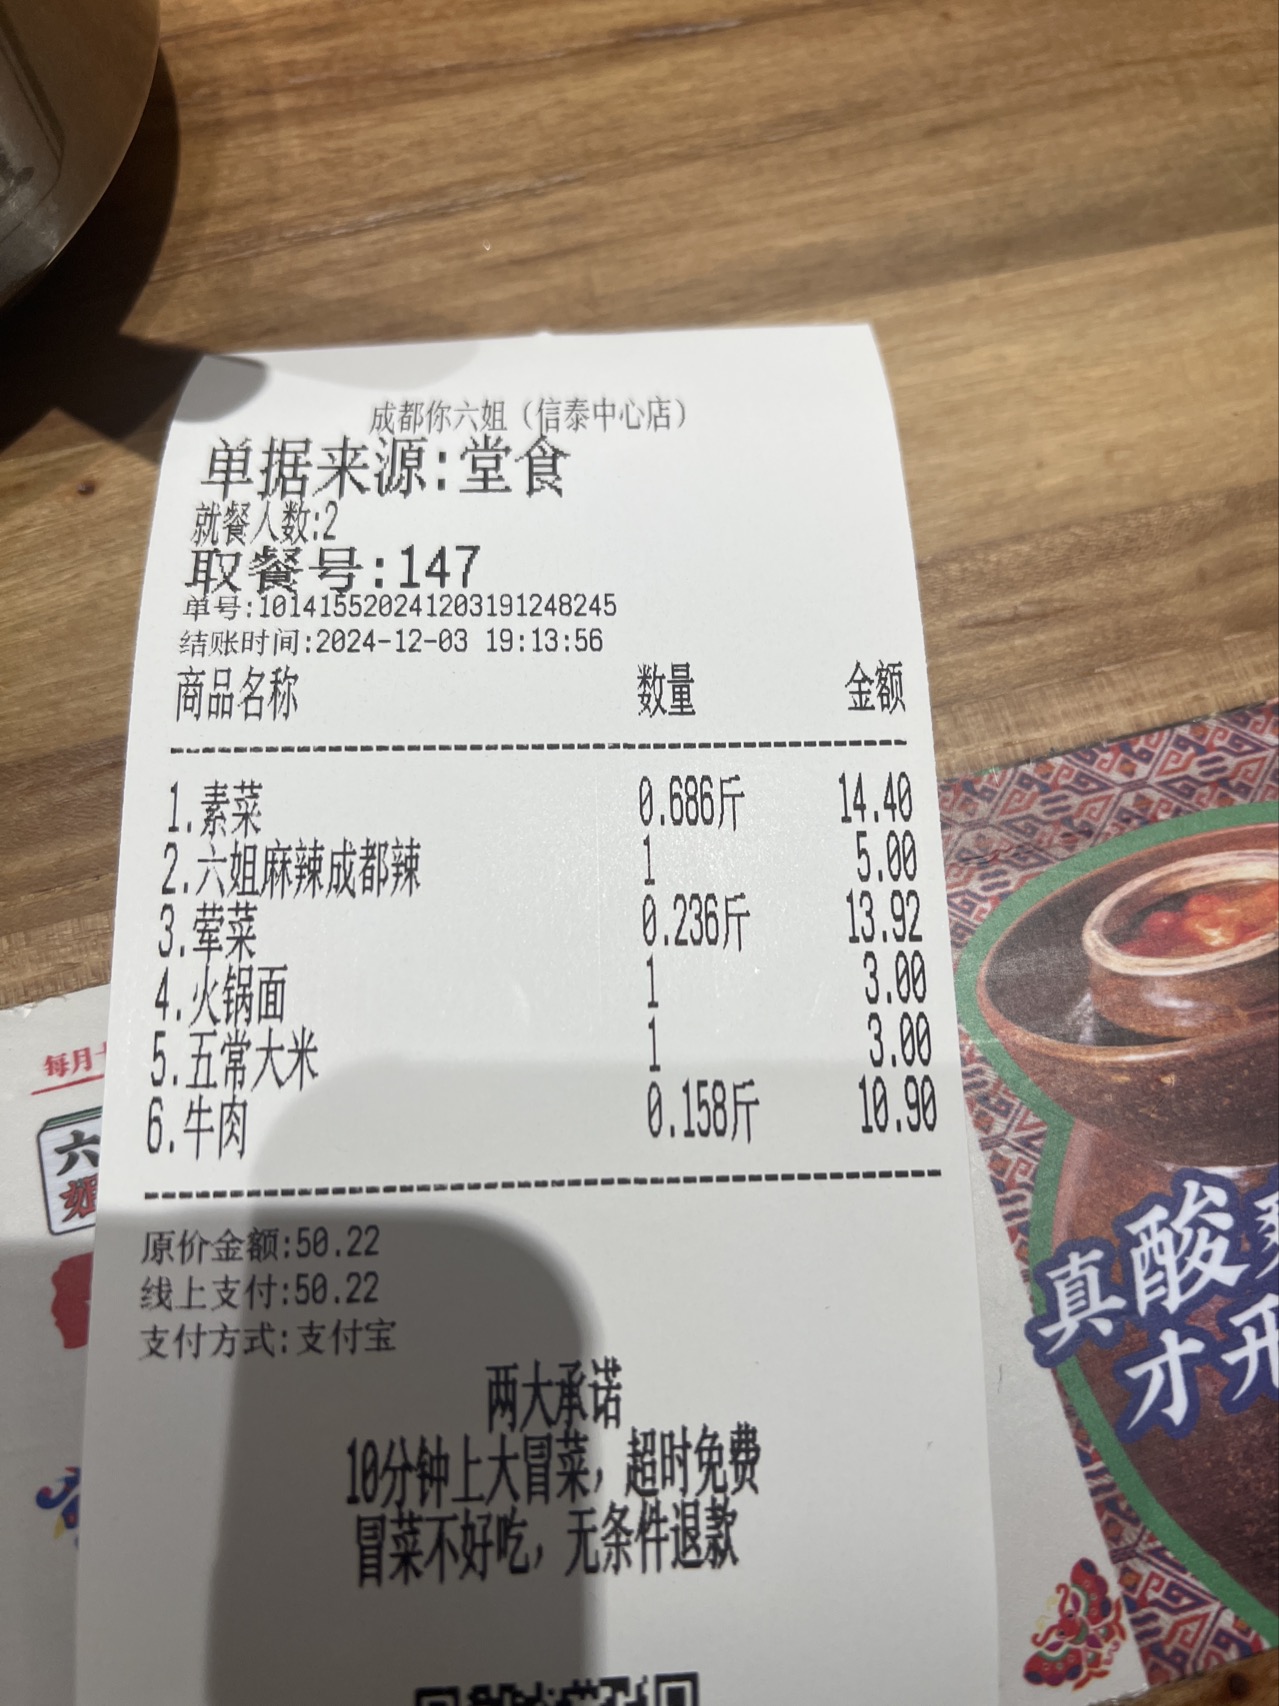 成都你六姐（信泰中心店）
单据来源:堂食
就餐人数:2
取餐号:147
单号:101415520241203191248245
结账时间:2024-12-03 19:13:56
商品名称 数量 金额
1.素菜 0.686斤 14.40
2.六姐麻辣成都辣 1 5.00
3.荤菜 0.236斤 13.92
4.火锅面 1 3.00
5.五常大米 1 3.00
6.牛肉 0.158斤 10.90
原价金额:50.22
线上支付:50.22
支付方式:支付宝
两大承诺
10分钟上大冒菜，超时免费
冒菜不好吃，无条件退款
每月
六
姐
真酸
才